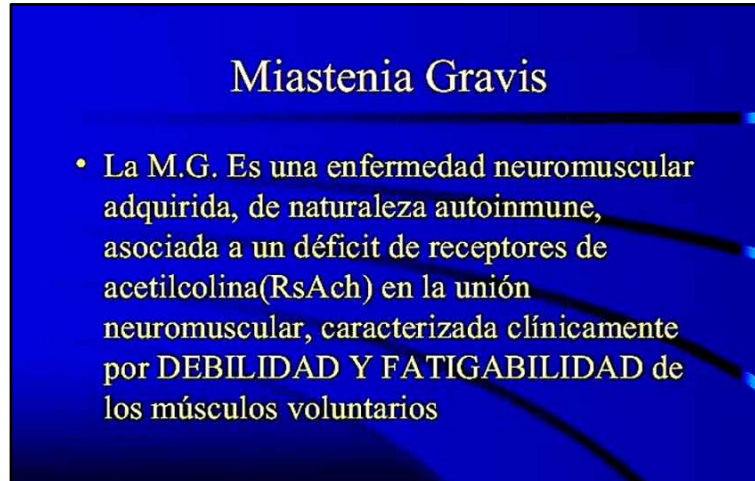 Miastenia Gravis
• La M.G. Es una enfermedad neuromuscular
adquirida, de naturaleza autoinmune,
asociada a un déficit de receptores de
acetilcolina(RsAch) en la unión
neuromuscular, caracterizada clínicamente
por DEBILIDAD Y FATIGABILIDAD de
los músculos voluntarios